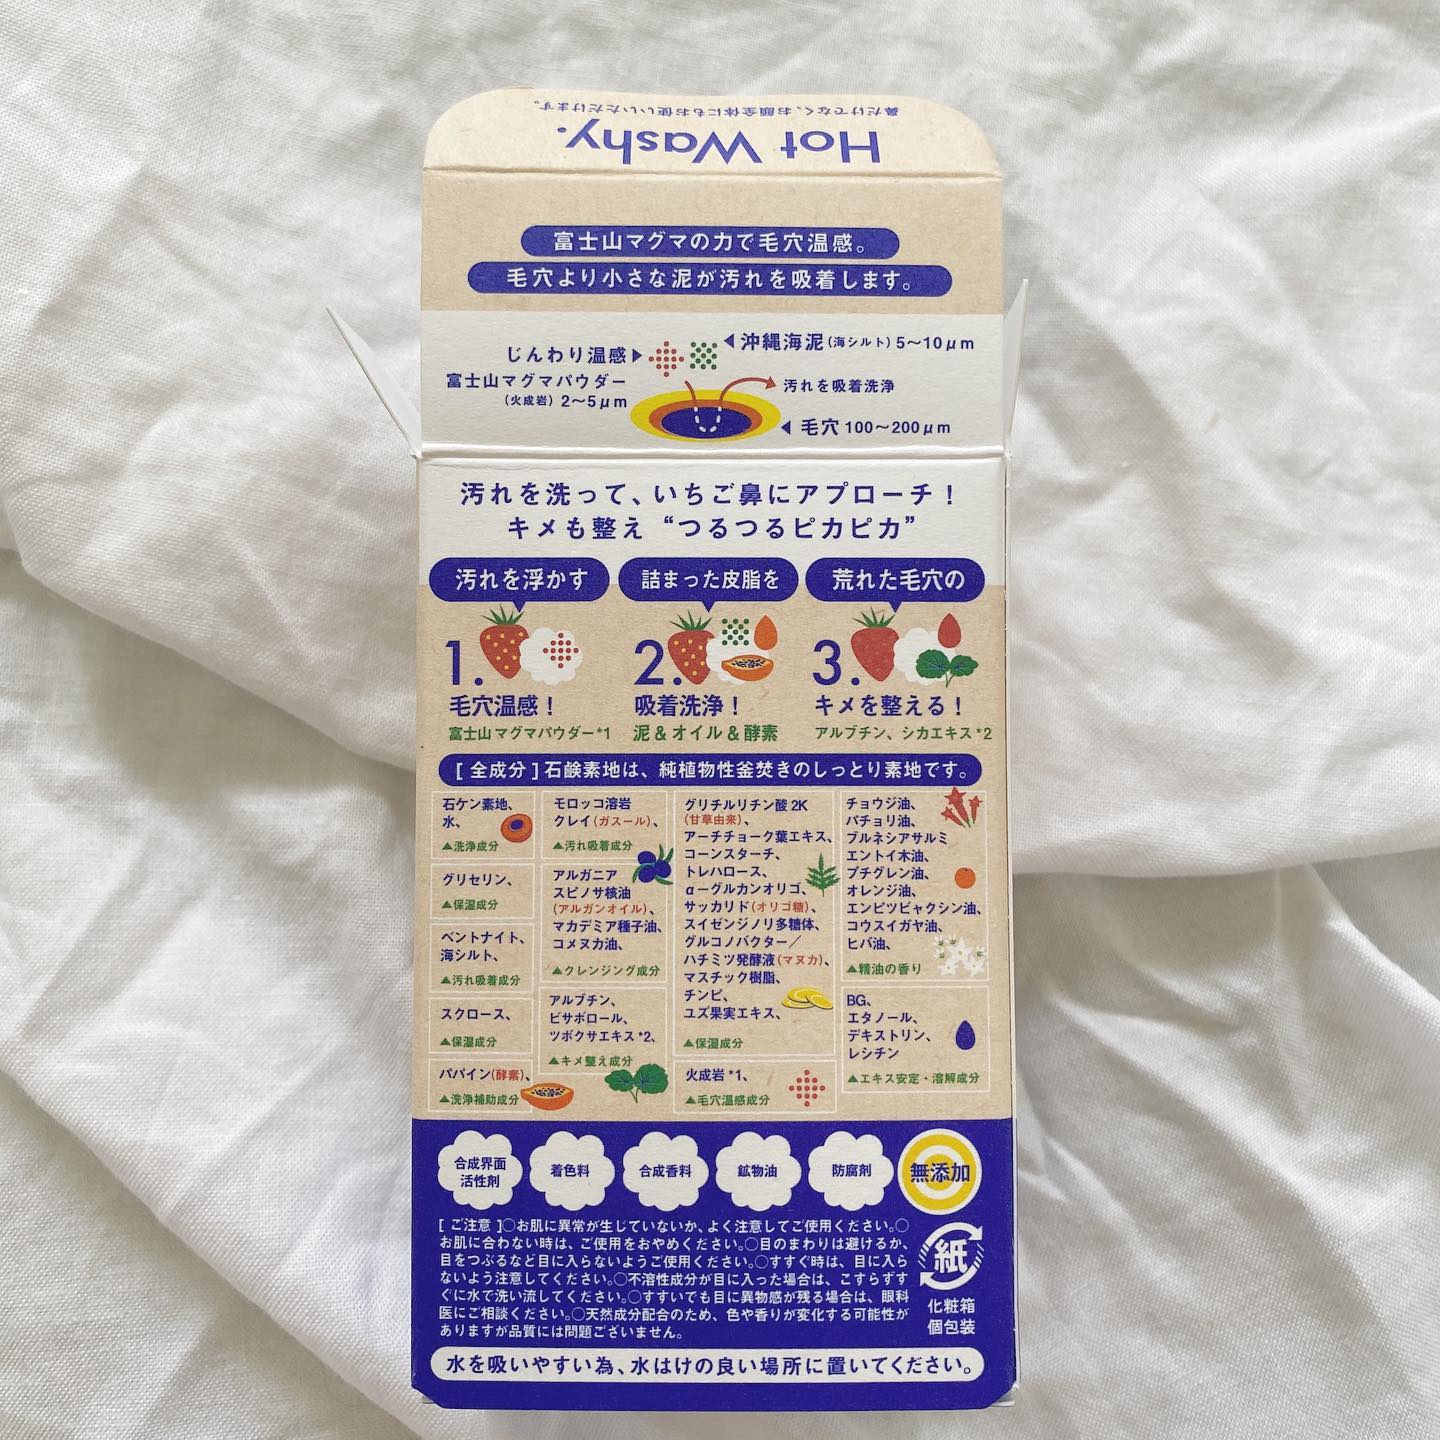 Hot Washy.
鼻だけでなく、お顔全体にもお使いいただけます。
富士山マグマの力で毛穴温感。
毛穴より小さな泥が汚れを吸着します。
じんわり温感▶
富士山マグマパウダー
(火成岩) 2〜5μm
◀沖縄海泥(海シルト) 5〜10μm
汚れを吸着洗浄
◀ 毛穴 100〜200μm
汚れを洗って、いちご鼻にアプローチ!
キメも整え “つるつるピカピカ”
汚れを浮かす
1.
毛穴温感!
富士山マグマパウダー*1
詰まった皮脂を
2.
吸着洗浄!
泥&オイル&酵素
荒れた毛穴の
3.
キメを整える!
アルブチン、シカエキス*2
[ 全成分 ]石鹸素地は、純植物性釜焚きのしっとり素地です。
石ケン素地、
水、
▲洗浄成分
グリセリン、
▲保湿成分
ベントナイト、
海シルト、
▲汚れ吸着成分
スクロース、
▲保湿成分
パパイン(酵素)、
▲洗浄補助成分
モロッコ溶岩
クレイ(ガスール)、
▲汚れ吸着成分
アルガニア
スピノサ核油
(アルガンオイル)、
マカデミア種子油、
コメヌカ油、
▲クレンジング成分
アルブチン、
ビサボロール、
ツボクサエキス*2、
▲キメ整え成分
グリチルリチン酸 2K
(甘草由来)、
アーチチョーク葉エキス、
コーンスターチ、
トレハロース、
α−グルカンオリゴ
サッカリド(オリゴ糖)、
スイゼンジノリ多糖体、
グルコノバクター/
ハチミツ発酵液(マヌカ)、
マスチック樹脂、
チンピ、
ユズ果実エキス、
▲保湿成分
火成岩*1、
▲毛穴温感成分
チョウジ油、
パチョリ油、
ブルネシアサルミ
エントイ木油、
プチグレン油、
オレンジ油、
エンピツビャクシン油、
コウスイガヤ油、
ヒバ油、
▲精油の香り
BG、
エタノール、
デキストリン、
レシチン
▲エキス安定・溶解成分
合成界面
活性剤
着色料
合成香料
鉱物油
防腐剤
無添加
[ ご注意 ]○お肌に異常が生じていないか、よく注意してご使用ください。○
お肌に合わない時は、ご使用をおやめください。○目のまわりは避けるか、
目をつぶるなど目に入らないようご使用ください。○すすぐ時は、目に入ら
ないよう注意してください。○不溶性成分が目に入った場合は、こすらずす
ぐに水で洗い流してください。○すすいでも目に異物感が残る場合は、眼科
医にご相談ください。○天然成分配合のため、色や香りが変化する可能性が
ありますが品質には問題ございません。
紙
化粧箱
個包装
水を吸いやすい為、水はけの良い場所に置いてください。